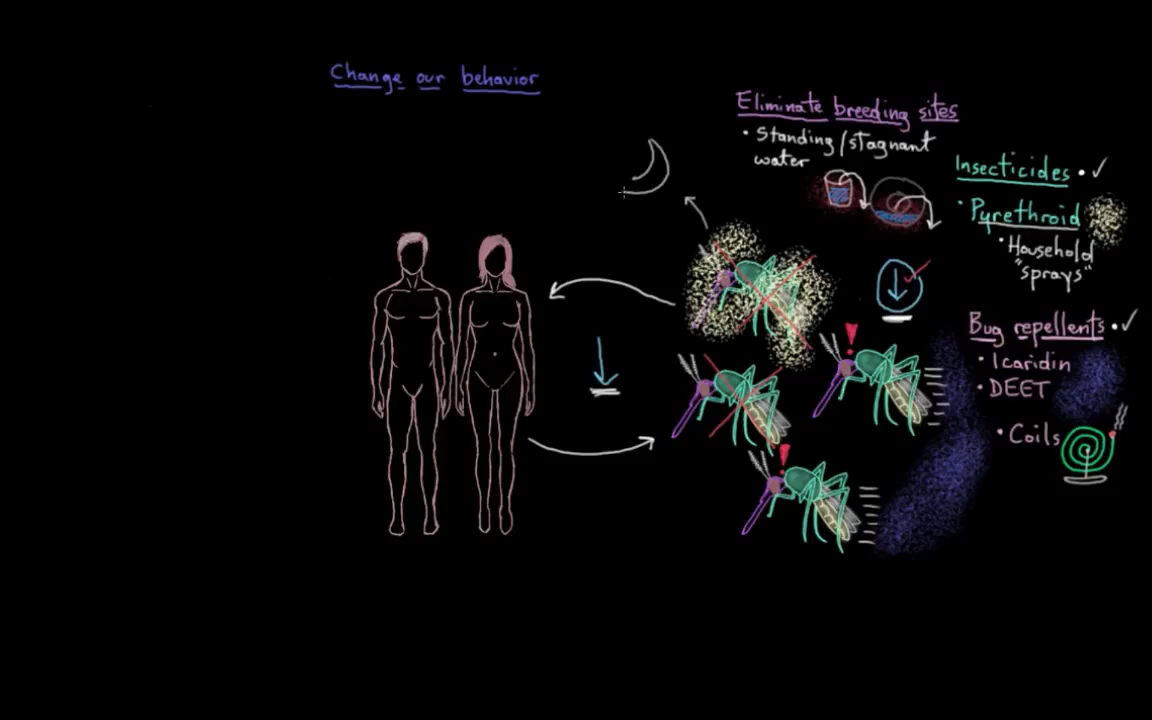 Change our behavior
Eliminate breeding sites
• Standing/stagnant
water
Insecticides • ✓
• Pyrethroid
• Household
"sprays"
Bug repellents • ✓
• Icaridin
• DEET
• Coils